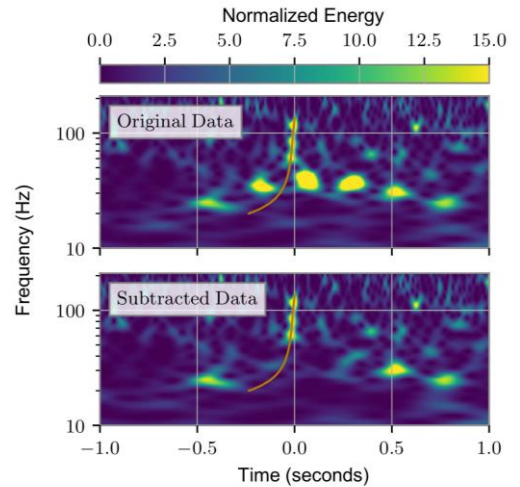 Normalized Energy
0.0 2.5 5.0 7.5 10.0 12.5 15.0
Original Data
100
10
Frequency (Hz)
Subtracted Data
100
10
−1.0 −0.5 0.0 0.5 1.0
Time (seconds)